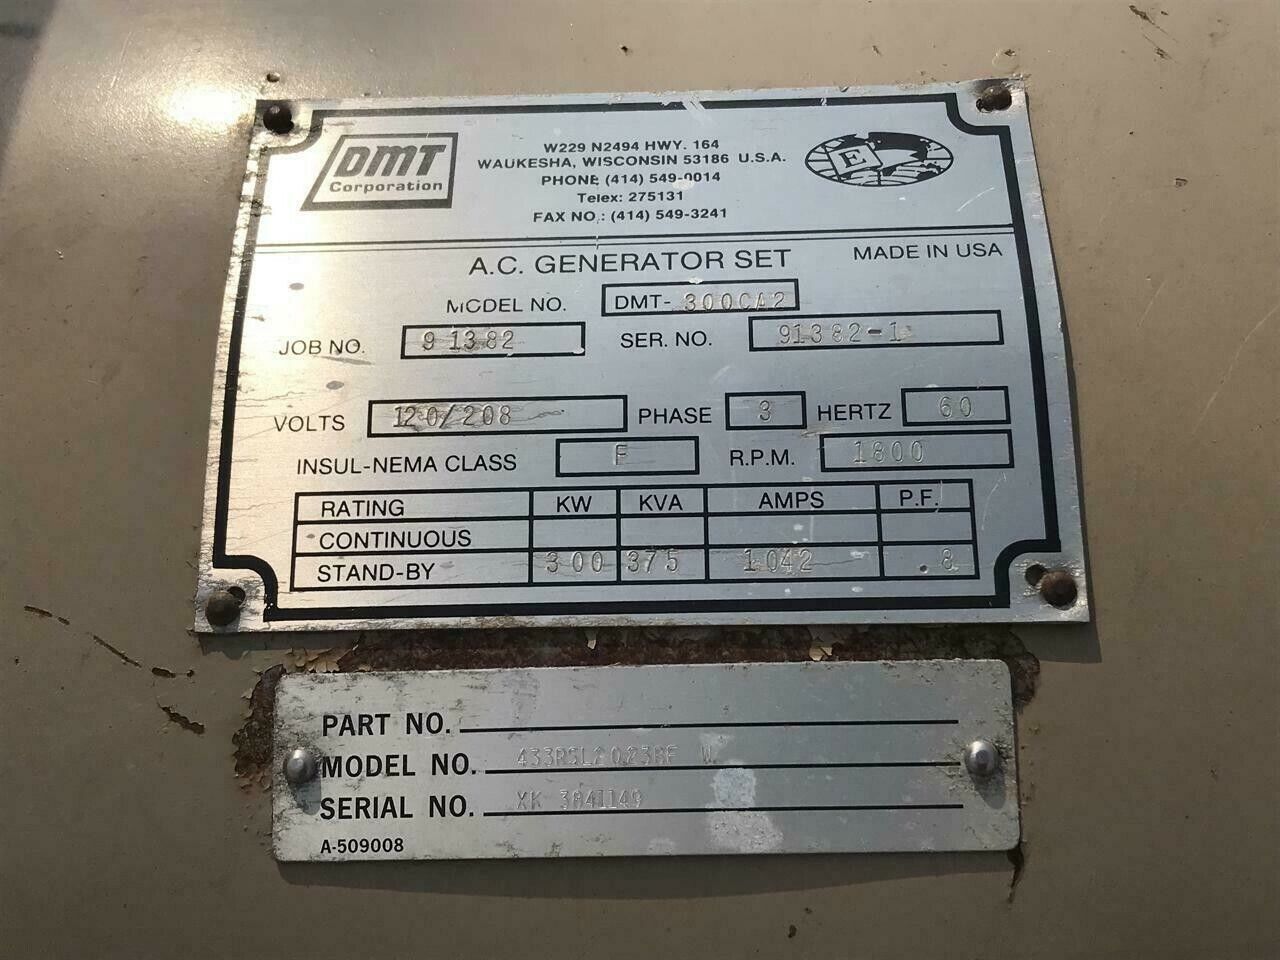 DMT
Corporation
W229 N2494 HWY. 164
WAUKESHA, WISCONSIN 53186 U.S.A.
PHONE (414) 549-0014
Telex: 275131
FAX NO.: (414) 549-3241
E
A.C. GENERATOR SET MADE IN USA
MODEL NO. DMT- 300CA2
JOB NO. 91382 SER. NO. 91382-1
VOLTS 120/208 PHASE 3 HERTZ 60
INSUL-NEMA CLASS F R.P.M. 1800
RATING KW KVA AMPS P.F.
CONTINUOUS
STAND-BY 300 375 1042 .8
PART NO.
MODEL NO. W
SERIAL NO. XK
A-509008